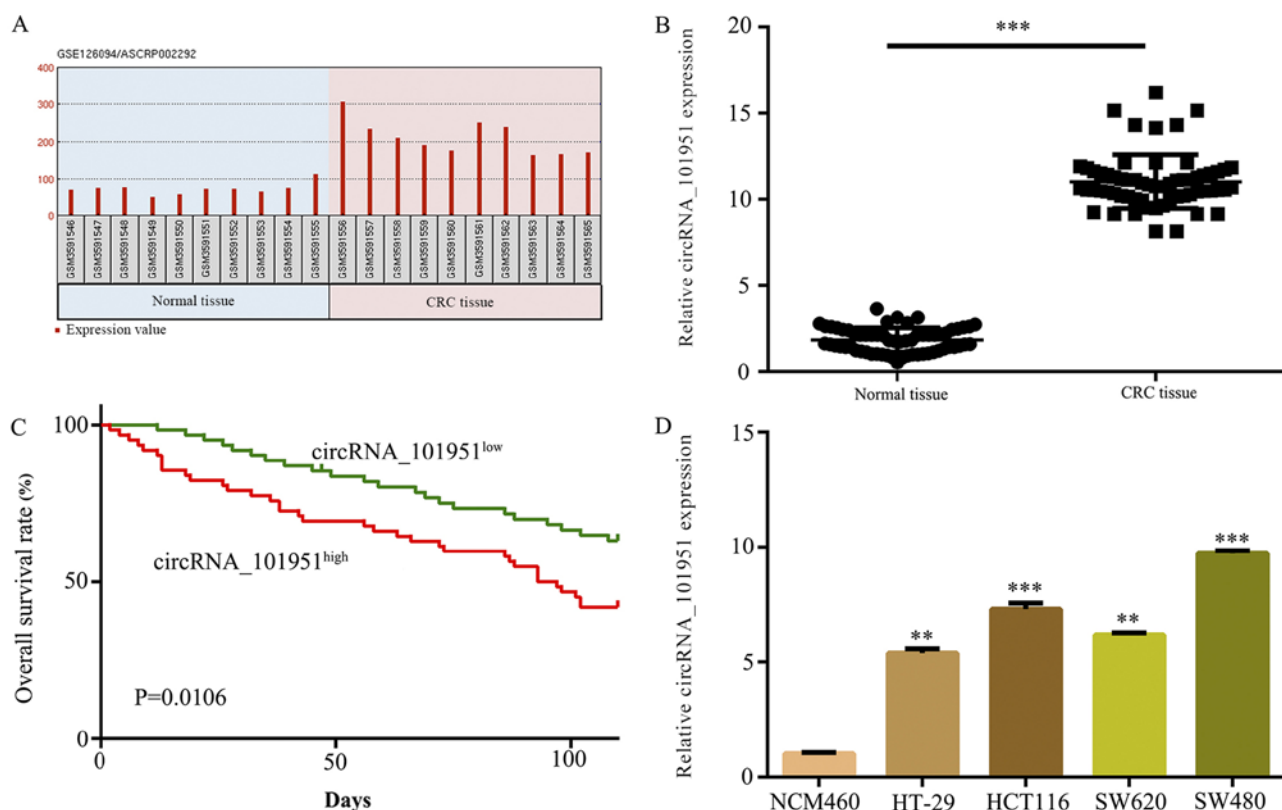 A
GSE126094/ASCRP002292
400
300
200
100
0
GSM3591546
GSM3591547
GSM3591548
GSM3591549
GSM3591550
GSM3591551
GSM3591552
GSM3591553
GSM3591554
GSM3591555
GSM3591556
GSM3591557
GSM3591558
GSM3591559
GSM3591560
GSM3591561
GSM3591562
GSM3591563
GSM3591564
GSM3591565
Normal tissue
CRC tissue
Expression value
B
Relative circRNA_101951 expression
20
15
10
5
0
***
Normal tissue
CRC tissue
C
Overall survival rate (%)
100
50
0
circRNA_101951low
circRNA_101951high
P=0.0106
0
50
100
Days
D
Relative circRNA_101951 expression
15
10
5
0
**
***
**
***
NCM460
HT-29
HCT116
SW620
SW480